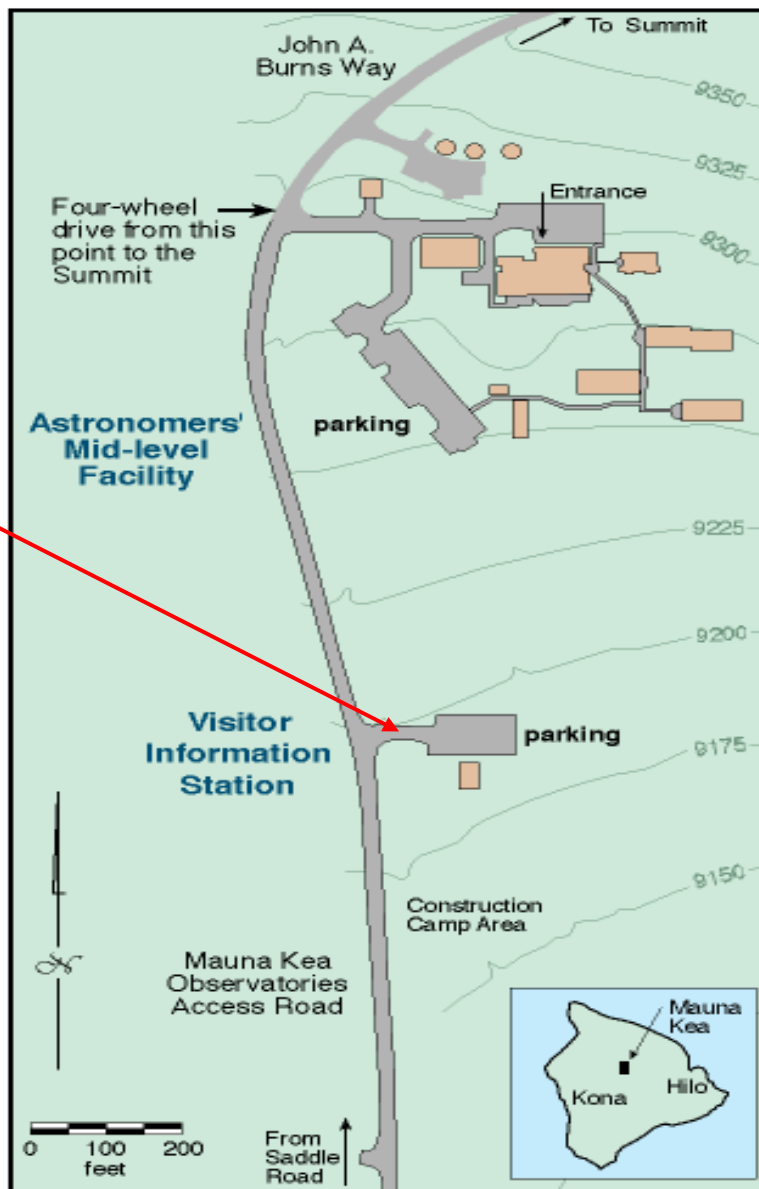 To Summit
John A.
Burns Way
9350
9325
Entrance
Four-wheel
drive from this
point to the
Summit
9300
Astronomers'
Mid-level
Facility
parking
9225
9200
Visitor
Information
Station
parking
9175
9150
Construction
Camp Area
N
Mauna Kea
Observatories
Access Road
Mauna
Kea
Hilo
Kona
0 100 200
feet
From
Saddle
Road